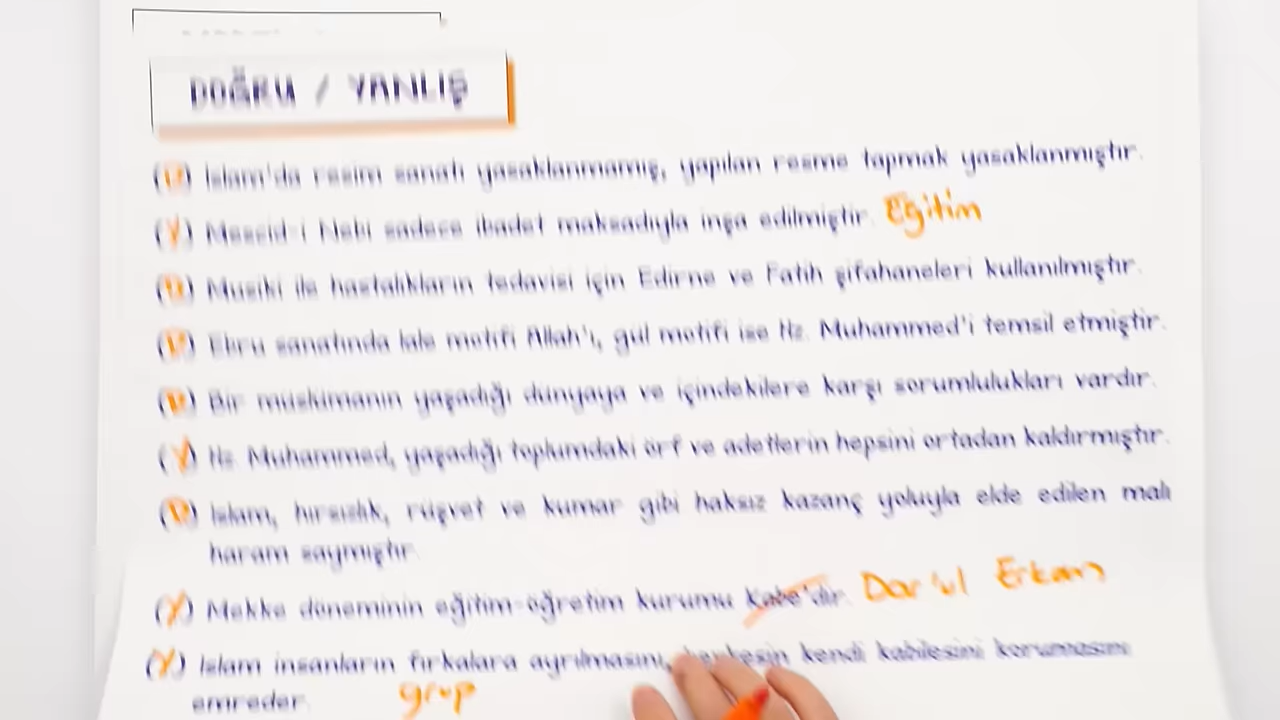 DOĞRU / YANLIŞ
(D) İslam'da resim sanatı yasaklanmamış, yapılan resme tapmak yasaklanmıştır.
(Y) Mescid-i Nebi sadece ibadet maksadıyla inşa edilmiştir. Eğitim
(D) Musiki ile hastalıkların tedavisi için Edirne ve Fatih şifahaneleri kullanılmıştır.
(D) Ebru sanatında lale motifi Allah'ı, gül motifi ise Hz. Muhammed'i temsil etmiştir.
(D) Bir müslümanın yaşadığı dünyaya ve içindekilere karşı sorumlulukları vardır.
(Y) Hz. Muhammed, yaşadığı toplumdaki örf ve adetlerin hepsini ortadan kaldırmıştır.
(D) İslam, hırsızlık, rüşvet ve kumar gibi haksız kazanç yoluyla elde edilen malı
haram saymıştır.
(Y) Mekke döneminin eğitim-öğretim kurumu Kabe'dir. Dar'ul Erkam
(Y) İslam insanların fırkalara ayrılmasını, herkesin kendi kabilesini korumasını
emreder. grup